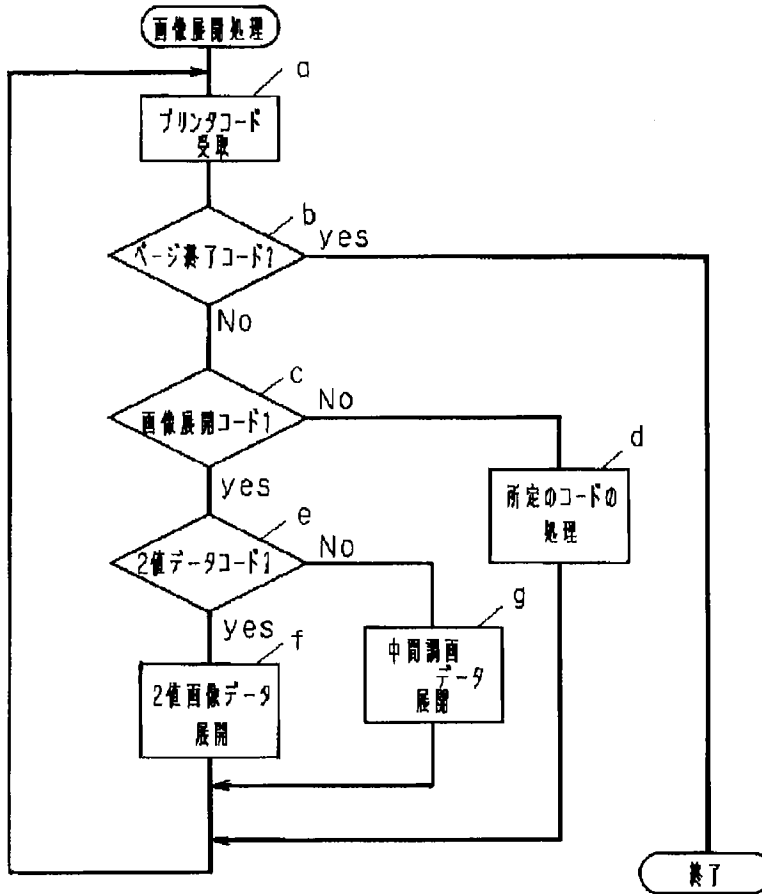 画像展開処理
a
プリンタコード
受取
b
ページ終了コード?
yes
No
c
画像展開コード?
No
yes
d
所定のコードの
処理
e
2値データコード?
No
yes
f
2値画像データ
展開
g
中間調画
データ
展開
終了